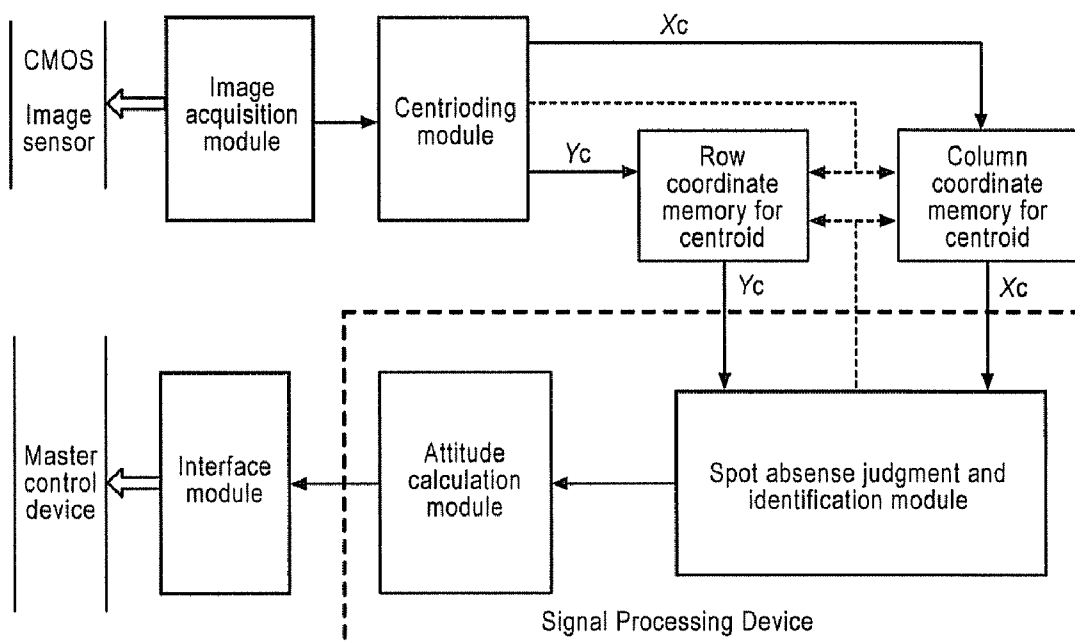 CMOS
Image
sensor
Image
acquisition
module
Centrioding
module
Xc
Yc
Row
coordinate
memory for
centroid
Column
coordinate
memory for
centroid
Yc
Xc
Master
control
device
Interface
module
Attitude
calculation
module
Spot absense judgment and
identification module
Signal Processing Device